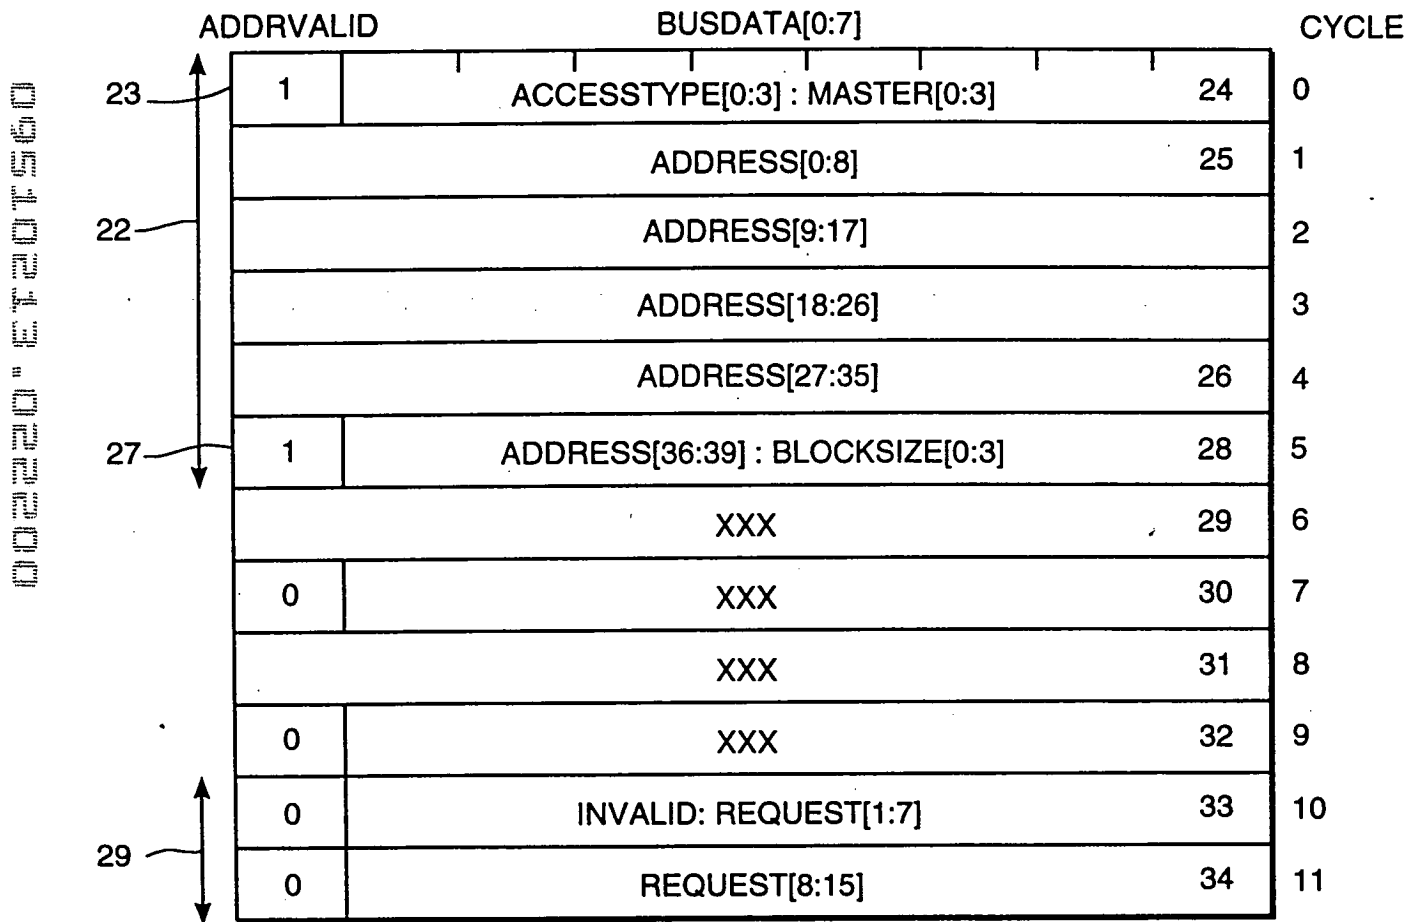 ADDRVALID BUSDATA[0:7] CYCLE
23 1 ACCESSTYPE[0:3] : MASTER[0:3] 24 0
ADDRESS[0:8] 25 1
22 ADDRESS[9:17] 2
ADDRESS[18:26] 3
ADDRESS[27:35] 26 4
27 1 ADDRESS[36:39] : BLOCKSIZE[0:3] 28 5
XXX 29 6
0 XXX 30 7
XXX 31 8
0 XXX 32 9
0 INVALID: REQUEST[1:7] 33 10
29
0 REQUEST[8:15] 34 11
09510213.022200